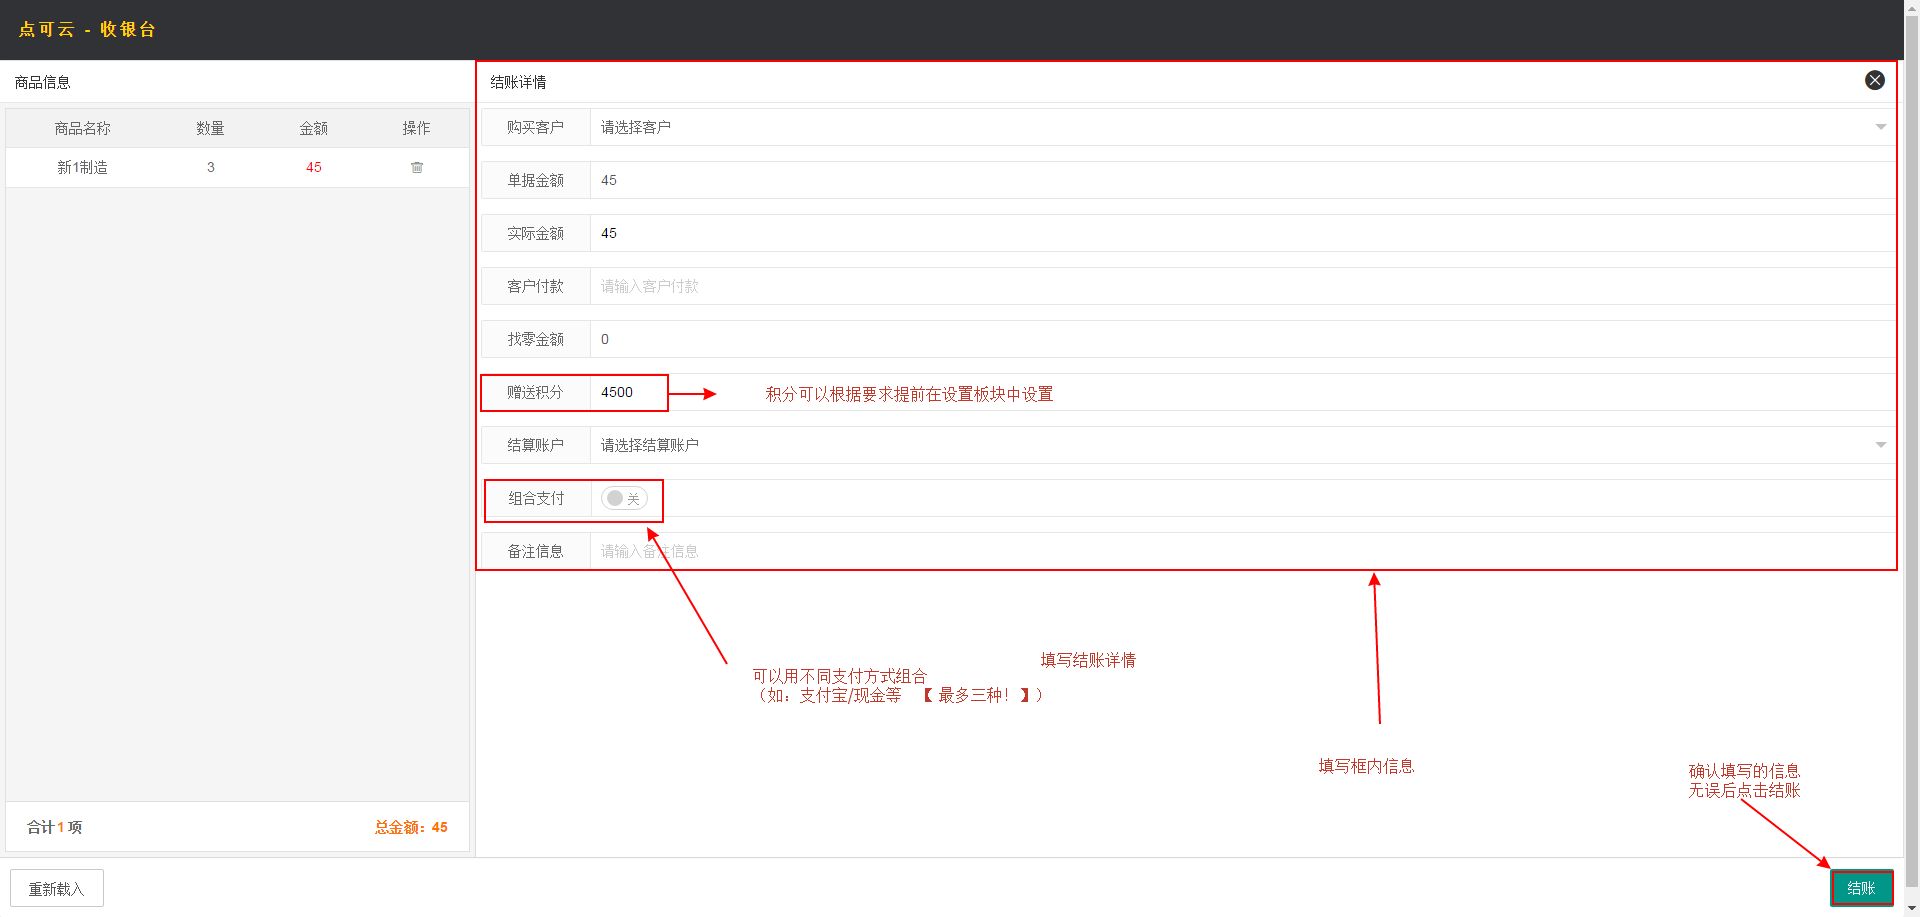 点可云 - 收银台
商品信息
商品名称 数量 金额 操作
新1制造 3 45
合计1 项 总金额：45
重新载入
结账详情
购买客户 请选择客户
单据金额 45
实际金额 45
客户付款 请输入客户付款
找零金额 0
赠送积分 4500
积分可以根据要求提前在设置板块中设置
结算账户 请选择结算账户
组合支付 关
备注信息 请输入备注信息
可以用不同支付方式组合
（如：支付宝/现金等 【 最多三种！】）
填写结账详情
填写框内信息
确认填写的信息
无误后点击结账
结账